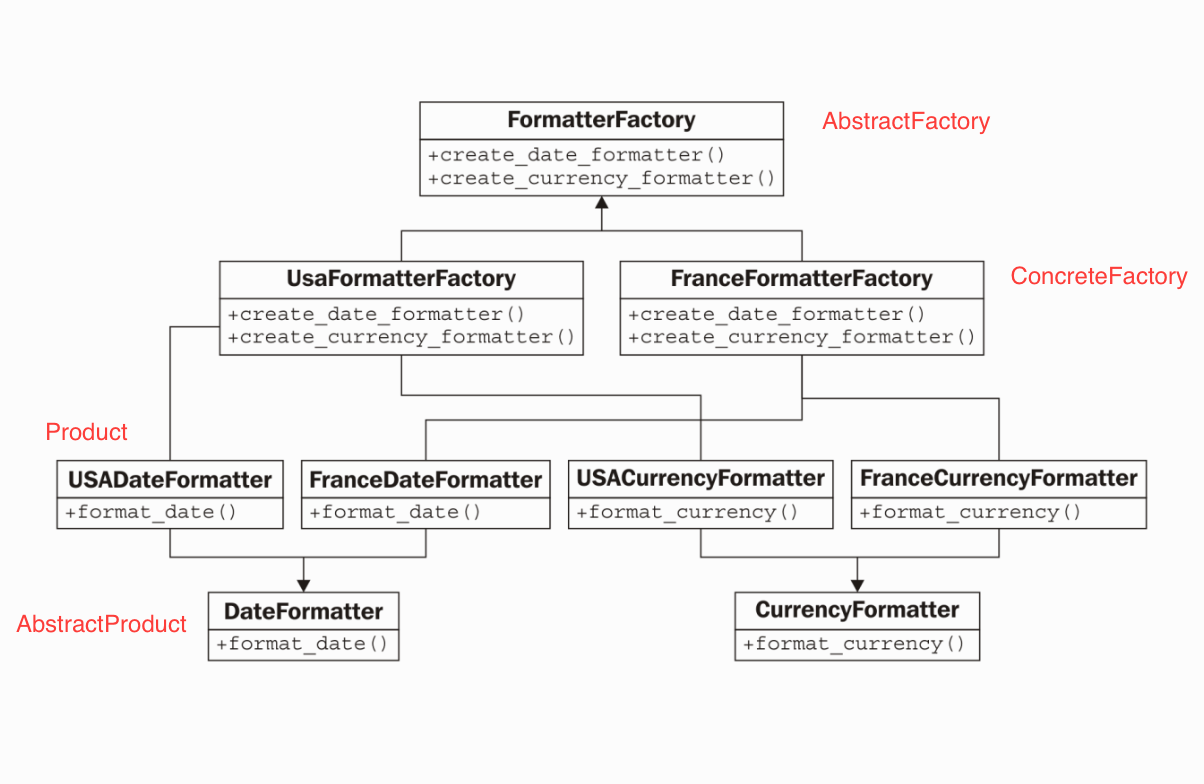 FormatterFactory
AbstractFactory
+create_date_formatter()
+create_currency_formatter()
UsaFormatterFactory
FranceFormatterFactory
ConcreteFactory
+create_date_formatter()
+create_currency_formatter()
+create_date_formatter()
+create_currency_formatter()
Product
USADateFormatter
FranceDateFormatter
USACurrencyFormatter
FranceCurrencyFormatter
+format_date()
+format_date()
+format_currency()
+format_currency()
AbstractProduct
DateFormatter
CurrencyFormatter
+format_date()
+format_currency()